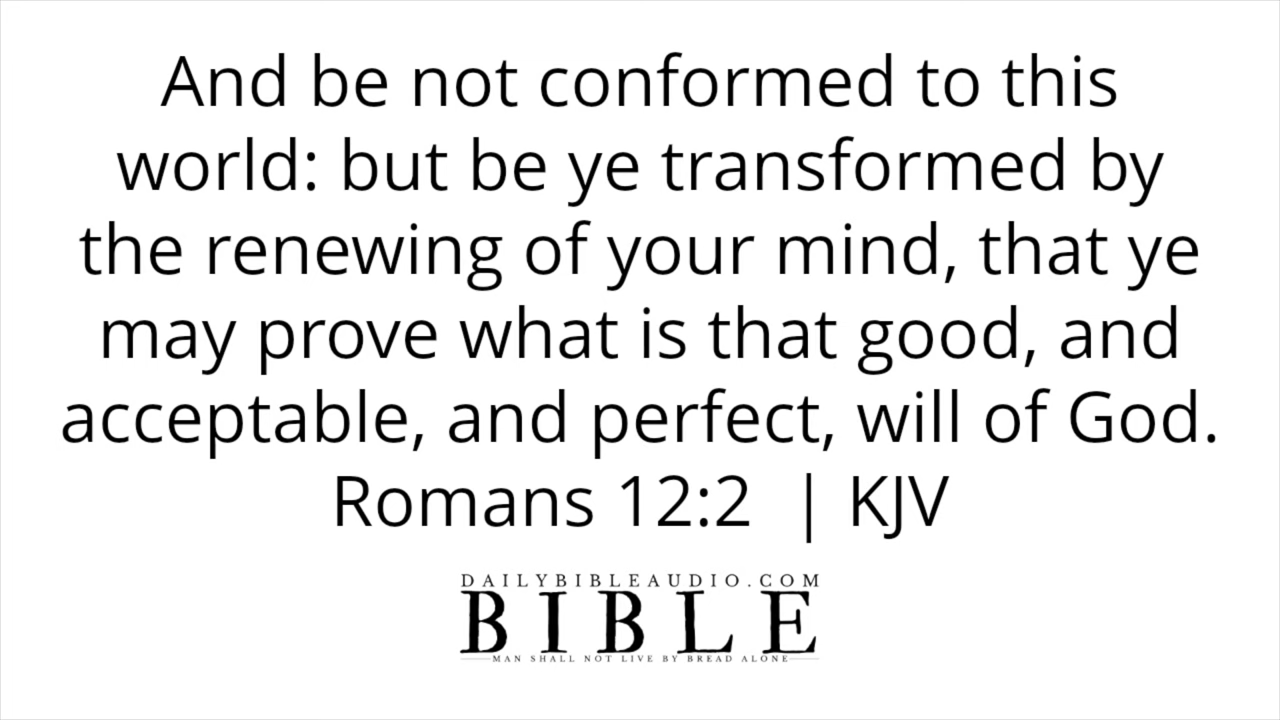 And be not conformed to this
world: but be ye transformed by
the renewing of your mind, that ye
may prove what is that good, and
acceptable, and perfect, will of God.
Romans 12:2 | KJV
DAILYBIBLEAUDIO.COM
BIBLE
MAN SHALL NOT LIVE BY BREAD ALONE